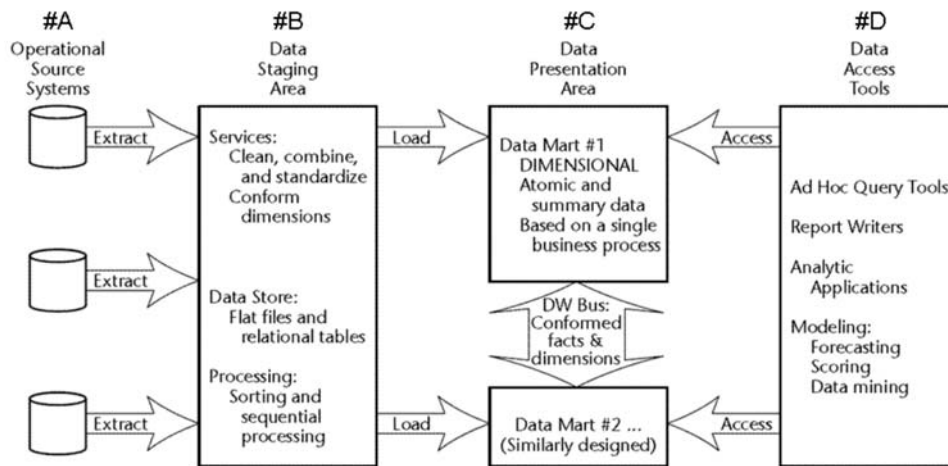 #A
Operational
Source
Systems
#B
Data
Staging
Area
#C
Data
Presentation
Area
#D
Data
Access
Tools
Extract
Extract
Extract
Services:
Clean, combine,
and standardize
Conform
dimensions
Data Store:
Flat files and
relational tables
Processing:
Sorting and
sequential
processing
Load
Load
Data Mart #1
DIMENSIONAL
Atomic and
summary data
Based on a single
business process
DW Bus:
Conformed
facts &
dimensions
Data Mart #2 ...
(Similarly designed)
Access
Access
Ad Hoc Query Tools
Report Writers
Analytic
Applications
Modeling:
Forecasting
Scoring
Data mining